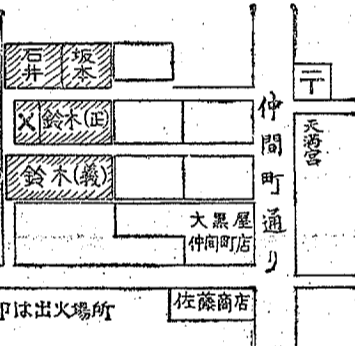 石井
坂本
〒
X
鈴木(正)
仲間町通り
天満宮
鈴木(義)
大黒屋
仲間町店
佐藤商店
印は出火場所